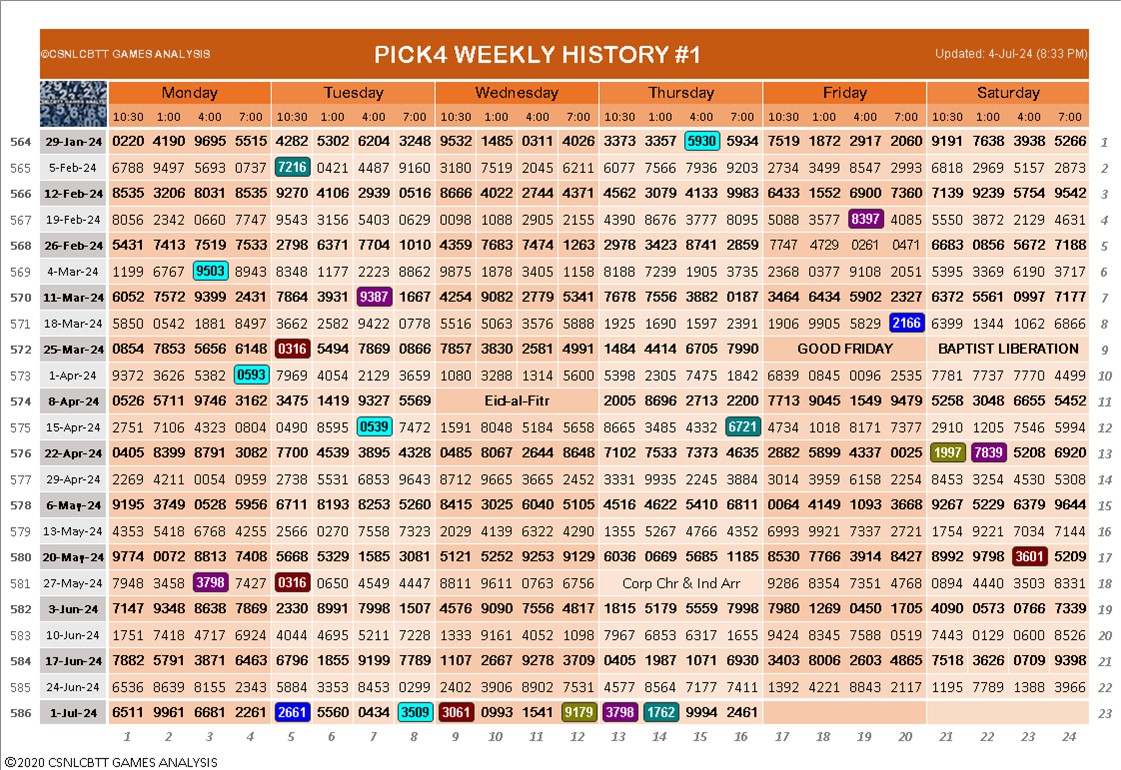 ©CSNLCBTT GAMES ANALYSIS PICK4 WEEKLY HISTORY #1 Updated: 4-Jul-24 (8:33 PM)
Monday Tuesday Wednesday Thursday Friday Saturday
10:30 1:00 4:00 7:00 10:30 1:00 4:00 7:00 10:30 1:00 4:00 7:00 10:30 1:00 4:00 7:00 10:30 1:00 4:00 7:00 10:30 1:00 4:00 7:00
564 29-Jan-24 0220 4190 9695 5515 4282 5302 6204 3248 9532 1485 0311 4026 3373 3357 5930 5934 7519 1872 2917 2060 9191 7638 3938 5266 1
565 5-Feb-24 6788 9497 5693 0737 7216 0421 4487 9160 3180 7519 2045 6211 6077 7566 7936 9203 2734 3499 8547 2993 6818 2969 5157 2873 2
566 12-Feb-24 8535 3206 8031 8535 9270 4106 2939 0516 8666 4022 2744 4371 4562 3079 4133 9983 6433 1552 6900 7360 7139 9239 5754 9542 3
567 19-Feb-24 8056 2342 0660 7747 9543 3156 5403 0629 0098 1088 2905 2155 4390 8676 3777 8095 5088 3577 8397 4085 5550 3872 2129 4631 4
568 26-Feb-24 5431 7413 7519 7533 2798 6371 7704 1010 4359 7683 7474 1263 2978 3423 8741 2859 7747 4729 0261 0471 6683 0856 5672 7188 5
569 4-Mar-24 1199 6767 9503 8943 8348 1177 2223 8862 9875 1878 3405 1158 8188 7239 1905 3735 2368 0377 9108 2051 5395 3369 6190 3717 6
570 11-Mar-24 6052 7572 9399 2431 7864 3931 9387 1667 4254 9082 2779 5341 7678 7556 3882 0187 3464 6434 5902 2327 6372 5561 0997 7177 7
571 18-Mar-24 5850 0542 1881 8497 3662 2582 9422 0778 5516 5063 3576 5888 1925 1690 1597 2391 1906 9905 5829 2166 6399 1344 1062 6866 8
572 25-Mar-24 0854 7853 5656 6148 0316 5494 7869 0866 7857 3830 2581 4991 1484 4414 6705 7990 GOOD FRIDAY BAPTIST LIBERATION 9
573 1-Apr-24 9372 3626 5382 0593 7969 4054 2129 3659 1080 3288 1314 5600 5398 2305 7475 1842 6839 0845 0096 2535 7781 7737 7770 4499 10
574 8-Apr-24 0526 5711 9746 3162 3475 1419 9327 5569 Eid-al-Fitr 2005 8696 2713 2200 7713 9045 1549 9479 5258 3048 6655 5452 11
575 15-Apr-24 2751 7106 4323 0804 0490 8595 0539 7472 1591 8048 5184 5658 8665 3485 4332 6721 4734 1018 8171 7377 2910 1205 7546 5994 12
576 22-Apr-24 0405 8399 8791 3082 7700 4539 3895 4328 0485 8067 2644 8648 7102 7533 7373 4635 2882 5899 4337 0025 1997 7839 5208 6920 13
577 29-Apr-24 2269 4211 0054 0959 2738 5531 6853 9643 8712 9665 3665 2452 3331 9935 2245 3884 3014 3959 6158 2254 8453 3254 4530 5308 14
578 6-May-24 9195 3749 0528 5956 6711 8193 8253 5260 8415 3025 6040 5105 4516 4622 5410 6811 0064 4149 1093 3668 9267 5229 6379 9644 15
579 13-May-24 4353 5418 6768 4255 2566 0270 7558 7323 2029 4139 6322 4290 1355 5267 4766 4352 6993 9921 7337 2721 1754 9221 7034 7144 16
580 20-May-24 9774 0072 8813 7408 5668 5329 1585 3081 5121 5252 9253 9129 6036 0669 5685 1185 8530 7766 3914 8427 8992 9798 3601 5209 17
581 27-May-24 7948 3458 3798 7427 0316 0650 4549 4447 8811 9611 0763 6756 Corp Chr & Ind Arr 9286 8354 7351 4768 0894 4440 3503 8331 18
582 3-Jun-24 7147 9348 8638 7869 2330 8991 7998 1507 4576 9090 7556 4817 1815 5179 5559 7998 7980 1269 0450 1705 4090 0573 0766 7339 19
583 10-Jun-24 1751 7418 4717 6924 4044 4695 5211 7228 1333 9161 4052 1098 7967 6853 6317 1655 9424 8345 7588 0519 7443 0129 0600 8526 20
584 17-Jun-24 7882 5791 3871 6463 6796 1855 9199 7789 1107 2667 9278 3709 0405 1987 1071 6930 3403 8006 2603 4865 7518 3626 0709 9398 21
585 24-Jun-24 6536 8639 8155 2343 5884 3353 8453 0299 2402 3906 8902 7531 4577 8564 7177 7411 1392 4221 8843 2117 1195 7789 1388 3966 22
586 1-Jul-24 6511 9961 6681 2261 2661 5560 0434 3509 3061 0993 1541 9179 3798 1762 9994 2461 23
1 2 3 4 5 6 7 8 9 10 11 12 13 14 15 16 17 18 19 20 21 22 23 24
©2020 CSNLCBTT GAMES ANALYSIS